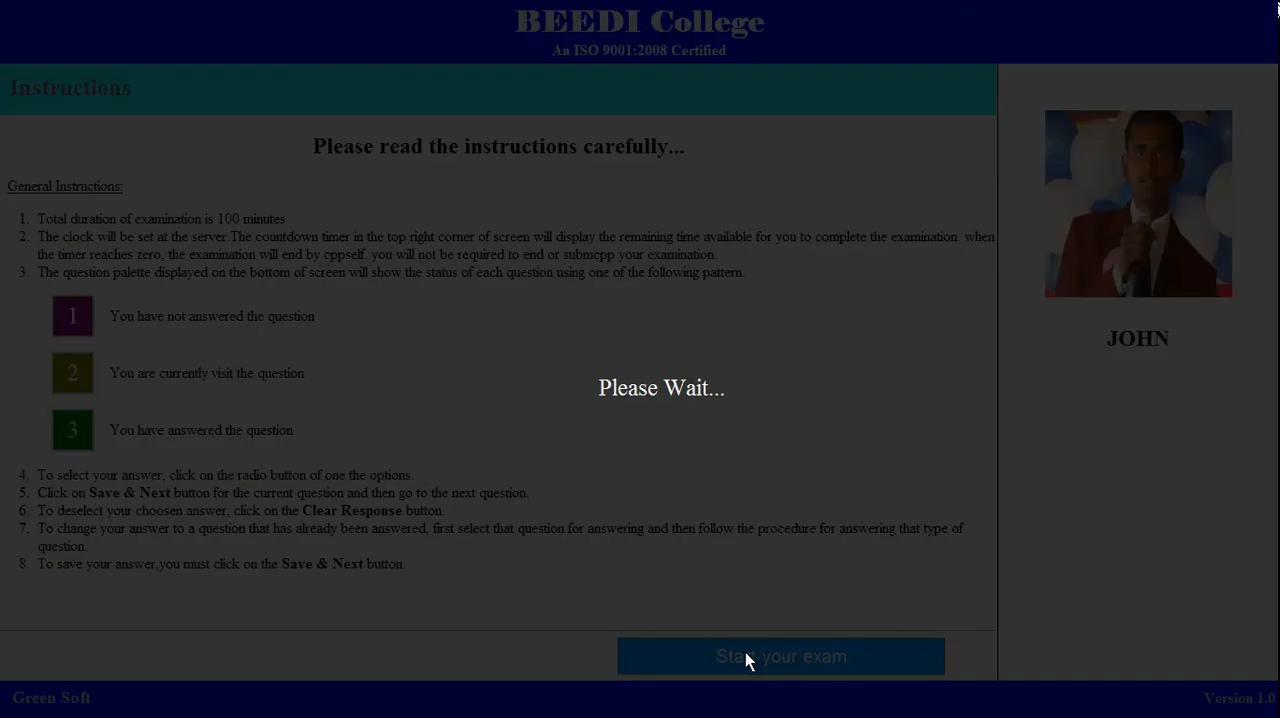 BEEDI College
An ISO 9001:2008 Certified
Instructions
Please read the instructions carefully...
General Instructions:
1. Total duration of examination is 100 minutes
2. The clock will be set at the server.The countdown timer in the top right corner of screen will display the remaining time available for you to complete the examination. when
the timer reaches zero, the examination will end by cppself. you will not be required to end or submcpp your examination.
3. The question palette displayed on the bottom of screen will show the status of each question using one of the following pattern.
1 You have not answered the question
2 You are currently visit the question
3 You have answered the question
4. To select your answer, click on the radio button of one the options.
5. Click on Save & Next button for the current question and then go to the next question.
6. To deselect your choosen answer, click on the Clear Response button.
7. To change your answer to a question that has already been answered, first select that question for answering and then follow the procedure for answering that type of
question.
8. To save your answer,you must click on the Save & Next button.
JOHN
Please Wait...
Start your exam
Green Soft
Version 1.0